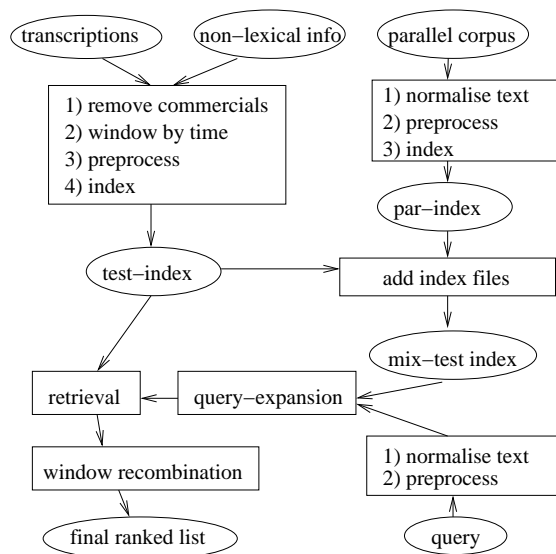 transcriptions
non-lexical info
parallel corpus
1) remove commercials
2) window by time
3) preprocess
4) index
1) normalise text
2) preprocess
3) index
par-index
test-index
add index files
mix-test index
retrieval
query-expansion
window recombination
1) normalise text
2) preprocess
final ranked list
query